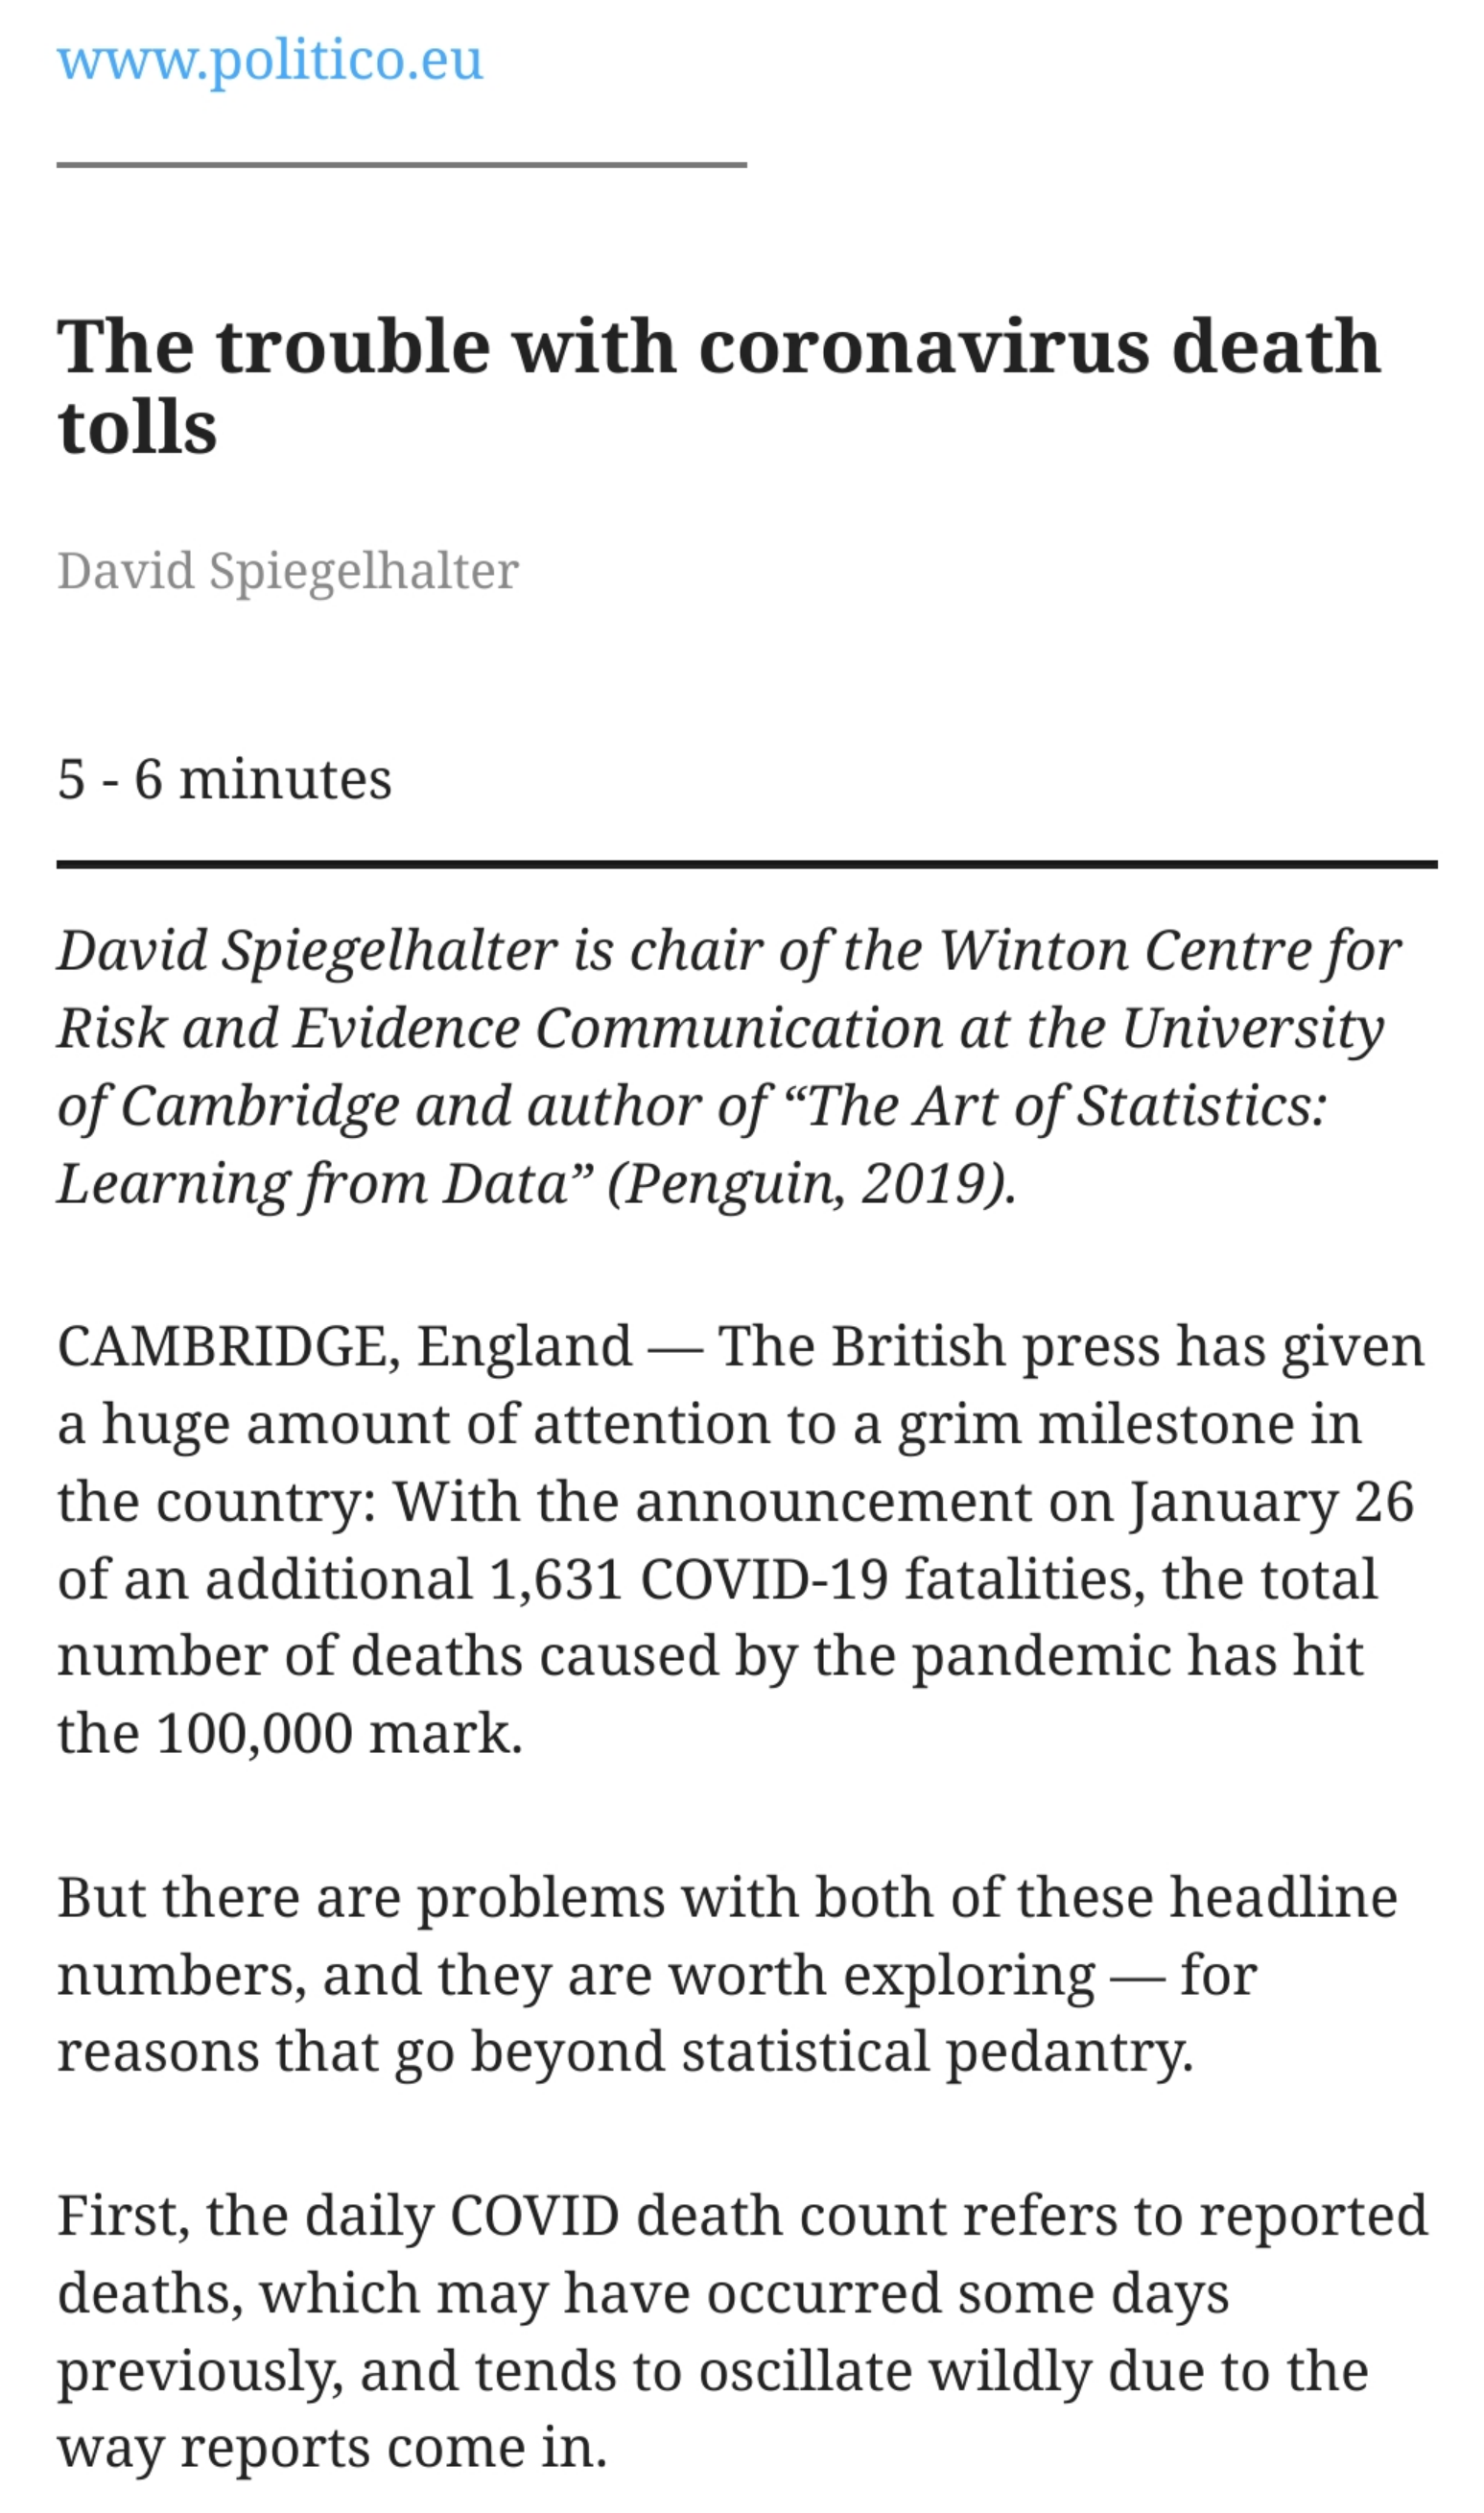 www.politico.eu
The trouble with coronavirus death
tolls
David Spiegelhalter
5 - 6 minutes
David Spiegelhalter is chair of the Winton Centre for
Risk and Evidence Communication at the University
of Cambridge and author of “The Art of Statistics:
Learning from Data” (Penguin, 2019).
CAMBRIDGE, England — The British press has given
a huge amount of attention to a grim milestone in
the country: With the announcement on January 26
of an additional 1,631 COVID-19 fatalities, the total
number of deaths caused by the pandemic has hit
the 100,000 mark.
But there are problems with both of these headline
numbers, and they are worth exploring — for
reasons that go beyond statistical pedantry.
First, the daily COVID death count refers to reported
deaths, which may have occurred some days
previously, and tends to oscillate wildly due to the
way reports come in.